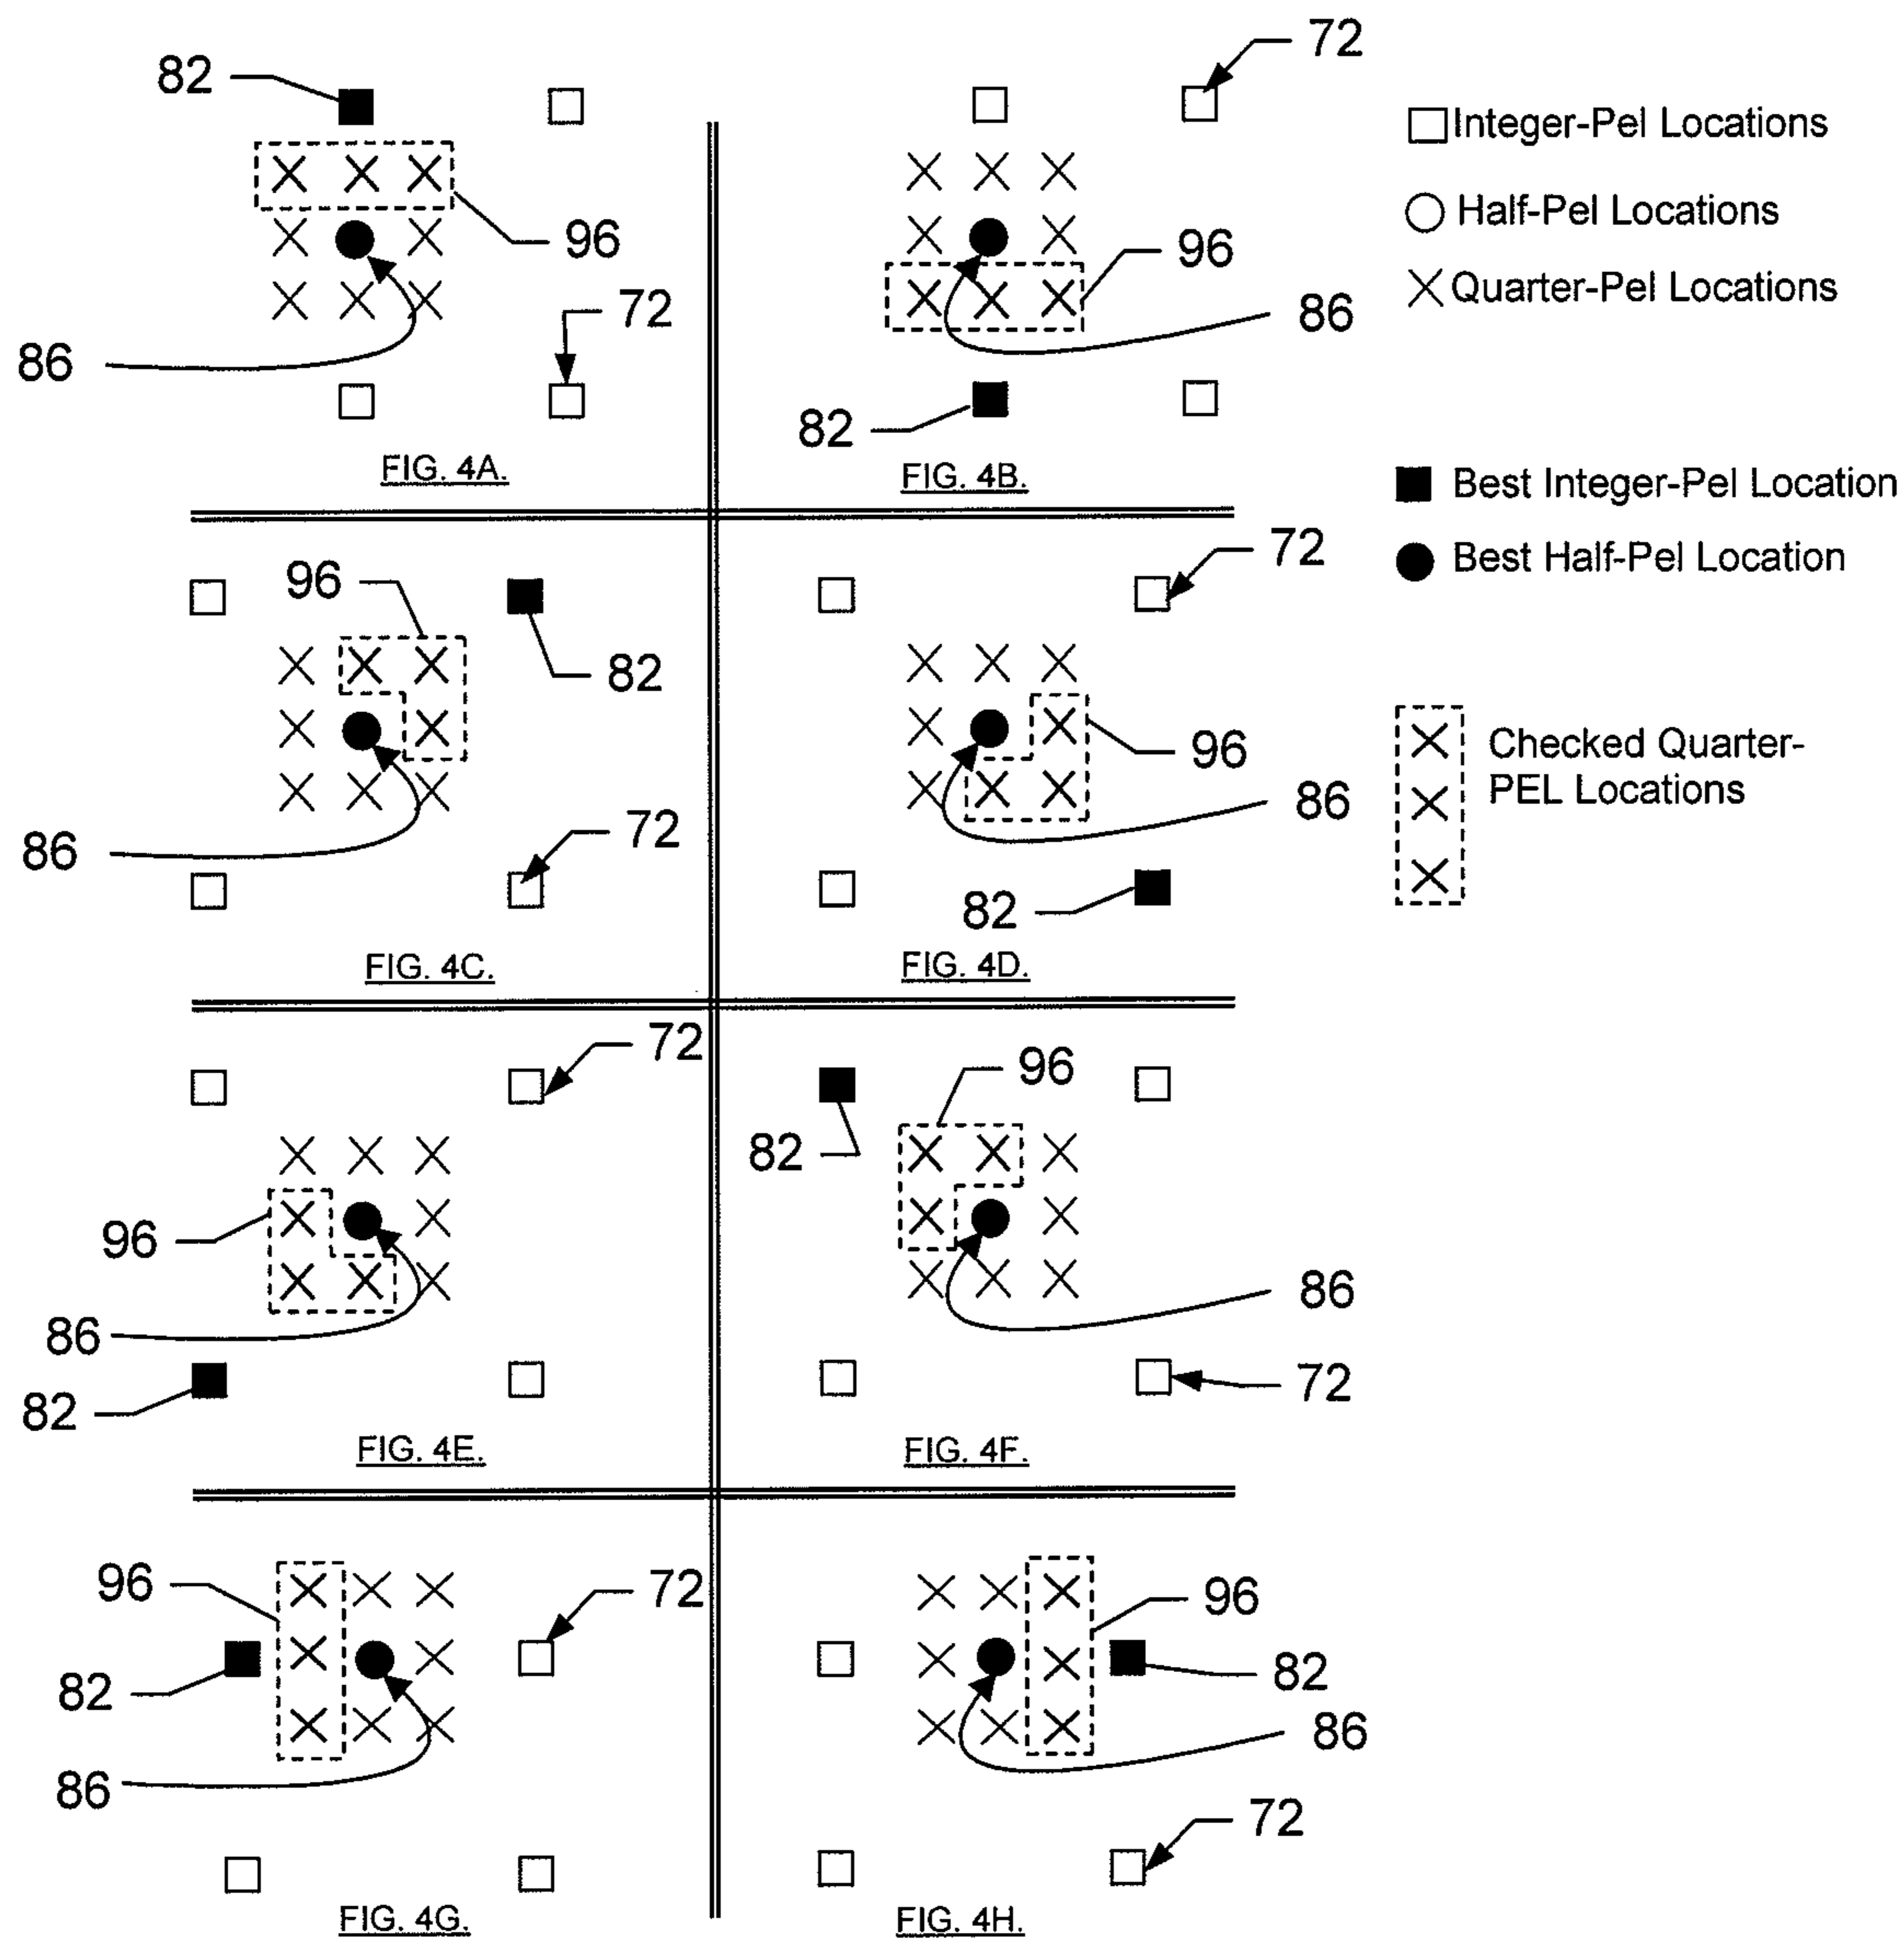 82
96
72
86
FIG. 4A.
72
96
86
82
FIG. 4B.
Integer-Pel Locations
Half-Pel Locations
Quarter-Pel Locations
Best Integer-Pel Location
Best Half-Pel Location
Checked Quarter-
PEL Locations
96
82
72
86
FIG. 4C.
72
96
86
82
FIG. 4D.
72
96
86
82
FIG. 4E.
96
82
86
72
FIG. 4F.
96
72
82
86
FIG. 4G.
96
82
86
72
FIG. 4H.